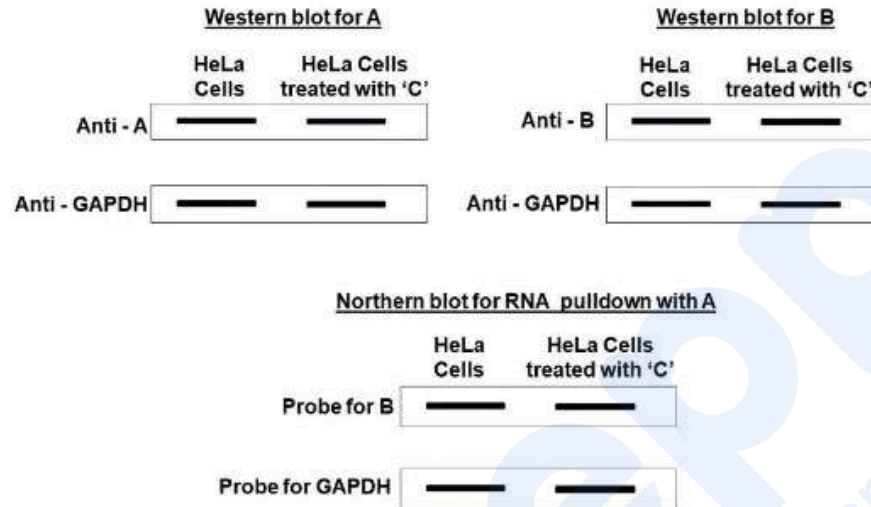 Western blot for A
HeLa Cells
HeLa Cells treated with 'C'
Anti - A
Anti - GAPDH
Western blot for B
HeLa Cells
HeLa Cells treated with 'C'
Anti - B
Anti - GAPDH
Northern blot for RNA pulldown with A
HeLa Cells
HeLa Cells treated with 'C'
Probe for B
Probe for GAPDH